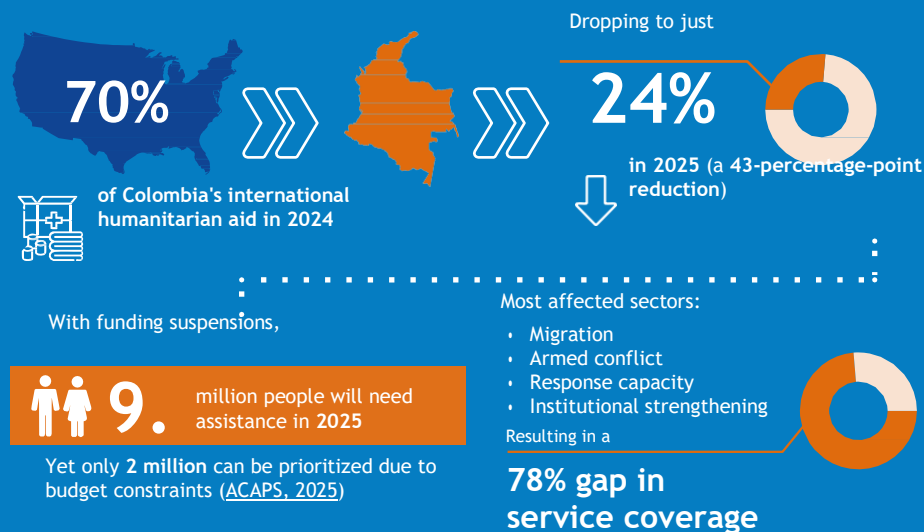 70%
of Colombia's international
humanitarian aid in 2024
Dropping to just
24%
in 2025 (a 43-percentage-point
reduction)
With funding suspensions,
9.
million people will need
assistance in 2025
Yet only 2 million can be prioritized due to
budget constraints (ACAPS, 2025)
Most affected sectors:
• Migration
• Armed conflict
• Response capacity
• Institutional strengthening
Resulting in a
78% gap in
service coverage